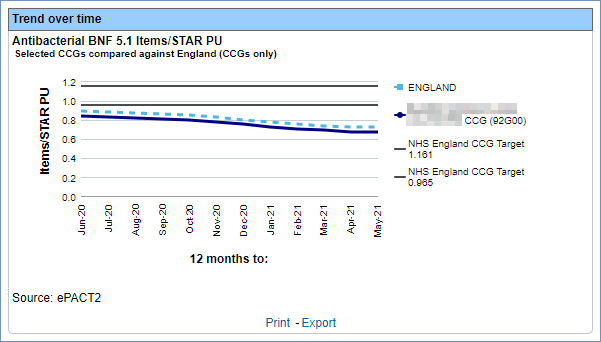 Trend over time
Antibacterial BNF 5.1 Items/STAR PU
Selected CCGs compared against England (CCGs only)
Items/STAR PU
1.2
1.0
0.8
0.6
0.4
0.2
0.0
Jun-20
Jul-20
Aug-20
Sep-20
Oct-20
Nov-20
Dec-20
Jan-21
Feb-21
Mar-21
Apr-21
May-21
12 months to:
ENGLAND
CCG (92G00)
NHS England CCG Target
1.161
NHS England CCG Target
0.965
Source: ePACT2
Print - Export